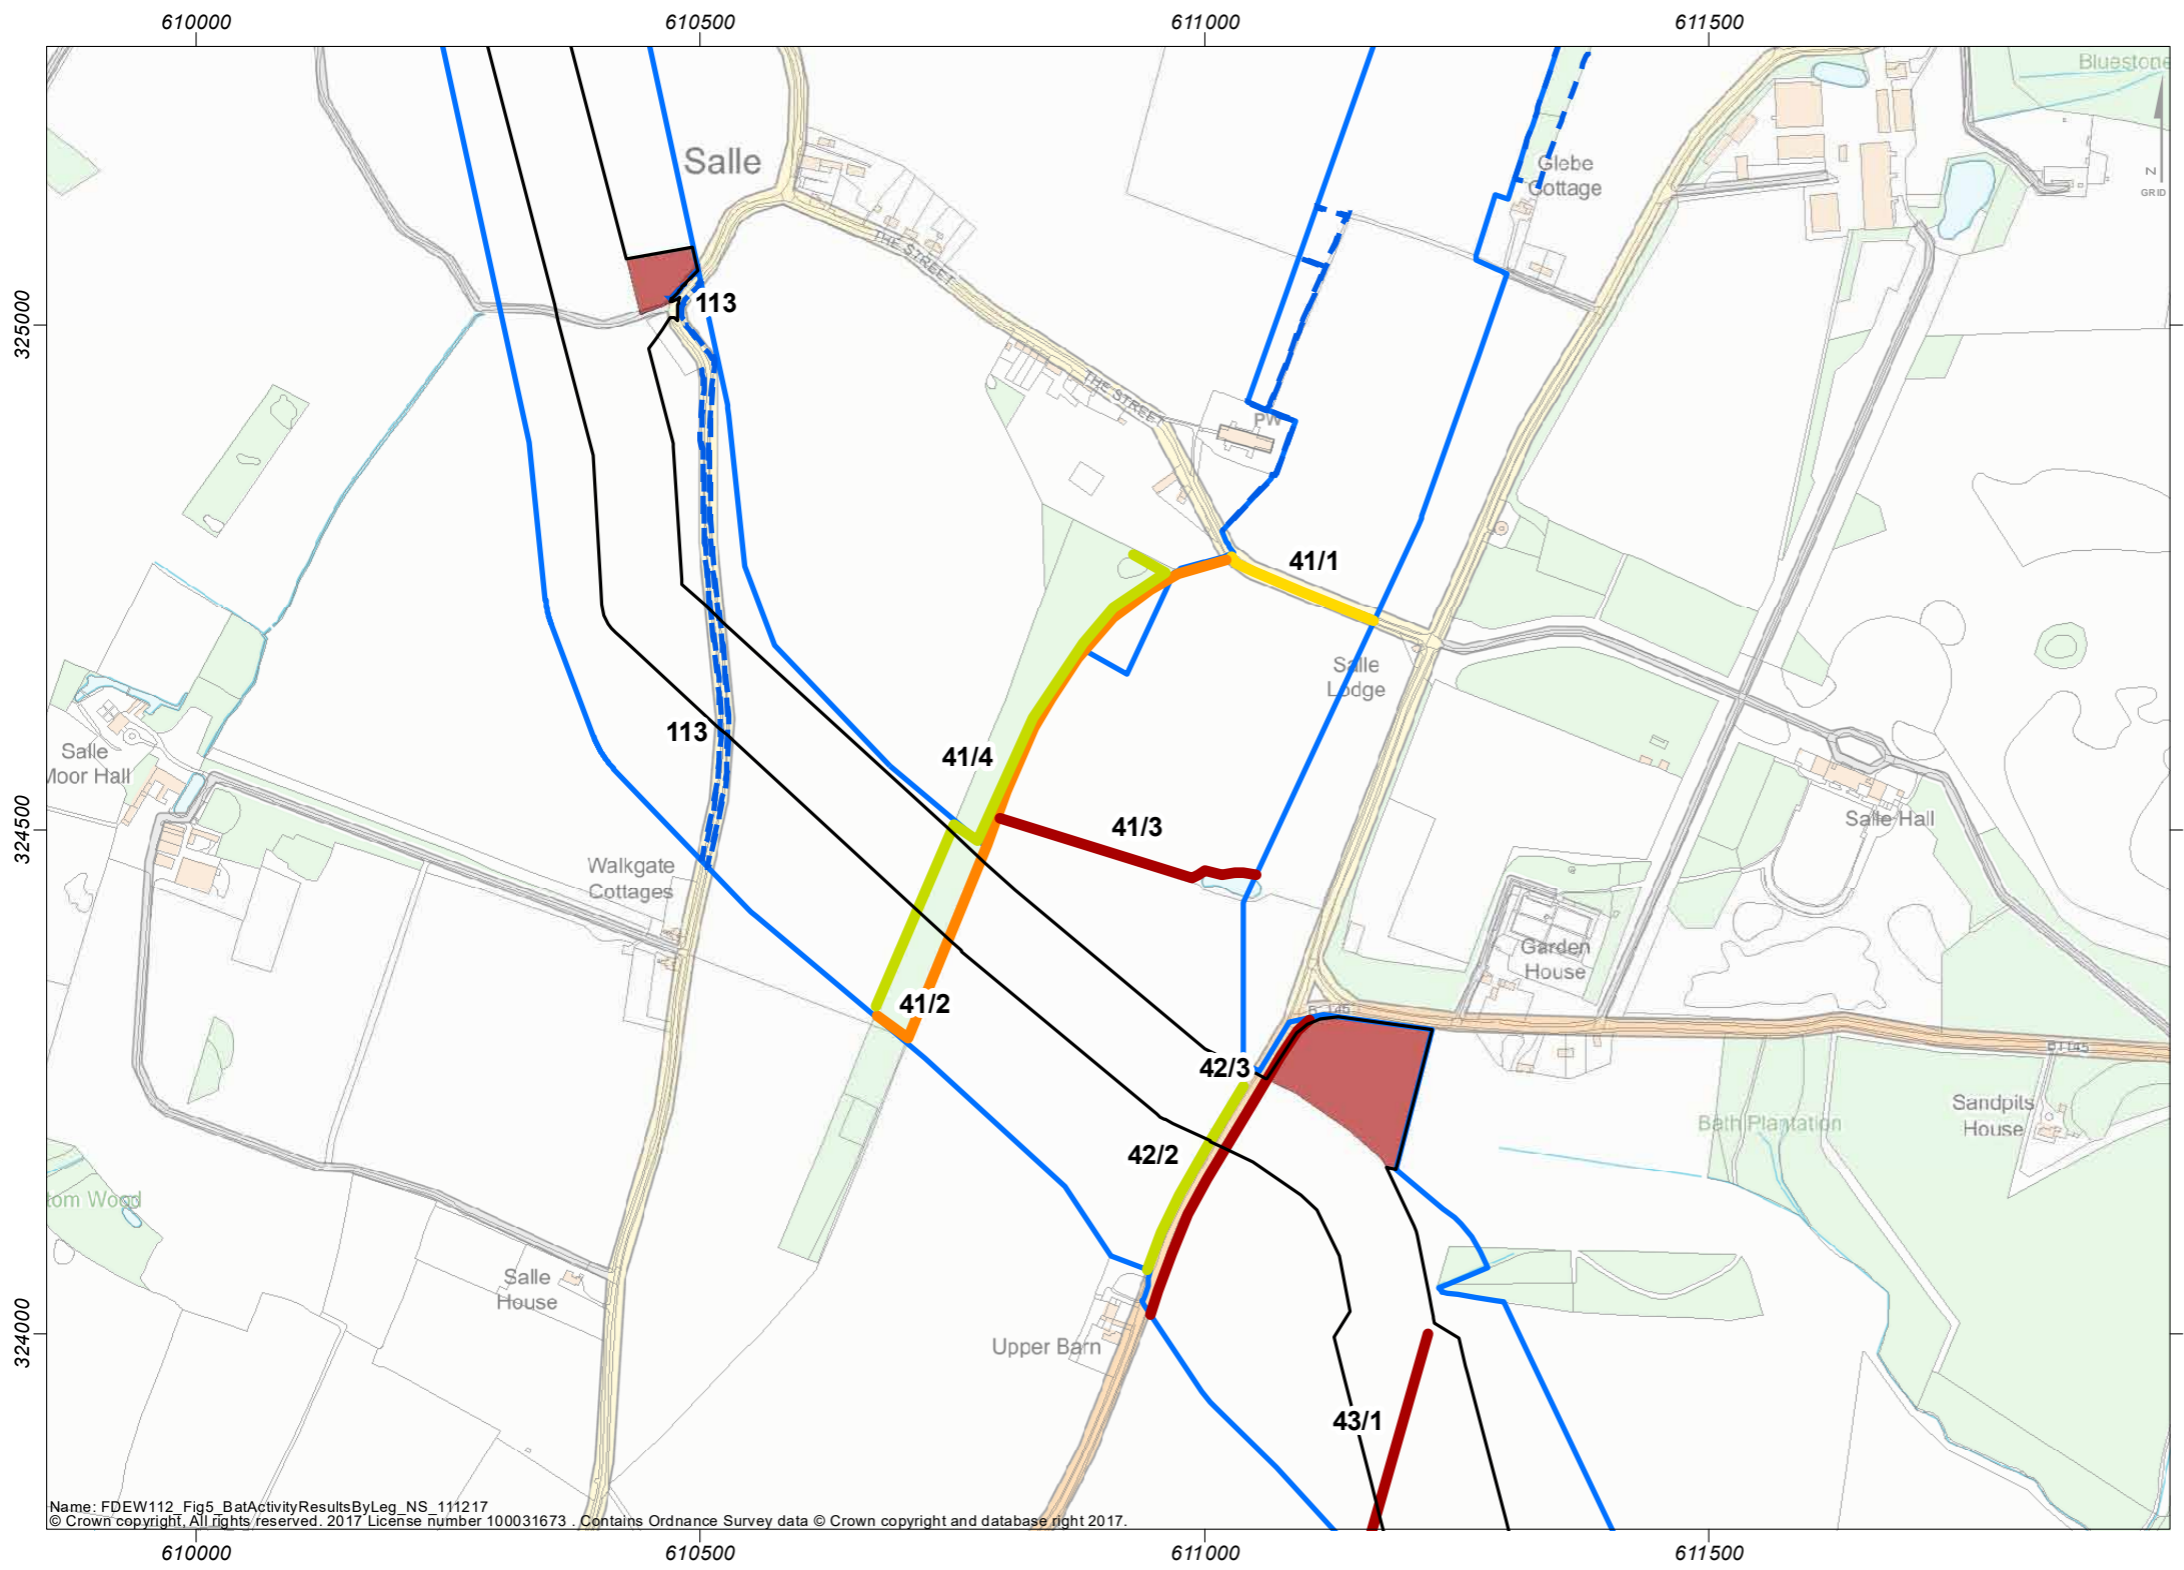 610000 610500 611000 611500
Bluestone
N
GRID
Salle
Glebe
Cottage
THE STREET
325000
113
THE STREET
PW
41/1
Salle
Lodge
113
41/4
Salle
Moor Hall
41/3
Salle Hall
324500
Walkgate
Cottages
Garden
House
41/2
B1145
B1145
42/3
Sandpits
House
Bath Plantation
42/2
tom Wood
Salle
House
324000
Upper Barn
43/1
Name: FDEW112_Fig5_BatActivityResultsByLeg_NS_111217
© Crown copyright, All rights reserved. 2017 License number 100031673 . Contains Ordnance Survey data © Crown copyright and database right 2017.
610000 610500 611000 611500